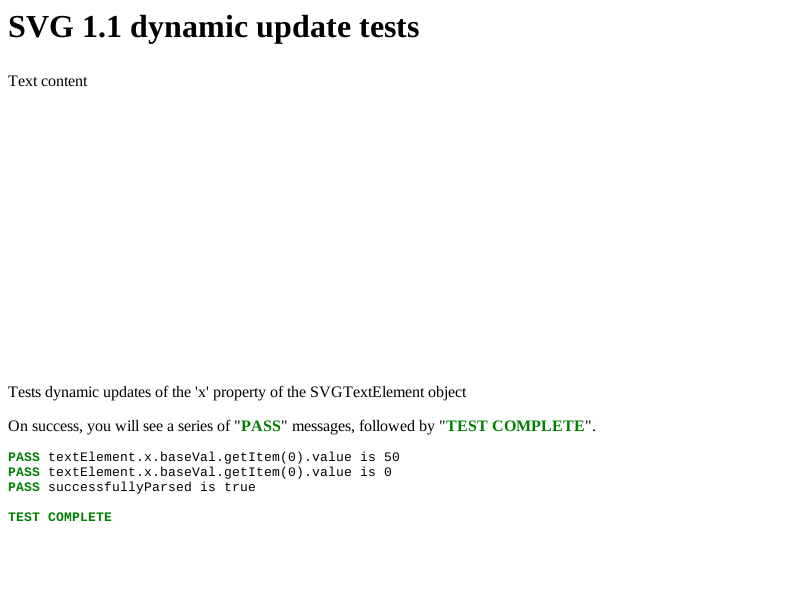 SVG 1.1 dynamic update tests
Text content
Tests dynamic updates of the 'x' property of the SVGTextElement object
On success, you will see a series of "PASS" messages, followed by "TEST COMPLETE".
PASS textElement.x.baseVal.getItem(0).value is 50
PASS textElement.x.baseVal.getItem(0).value is 0
PASS successfullyParsed is true
TEST COMPLETE